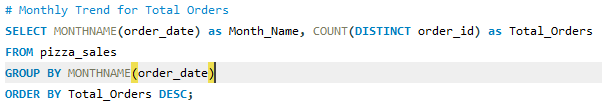 # Monthly Trend for Total Orders
SELECT MONTHNAME(order_date) as Month_Name, COUNT(DISTINCT order_id) as Total_Orders
FROM pizza_sales
GROUP BY MONTHNAME(order_date)
ORDER BY Total_Orders DESC;